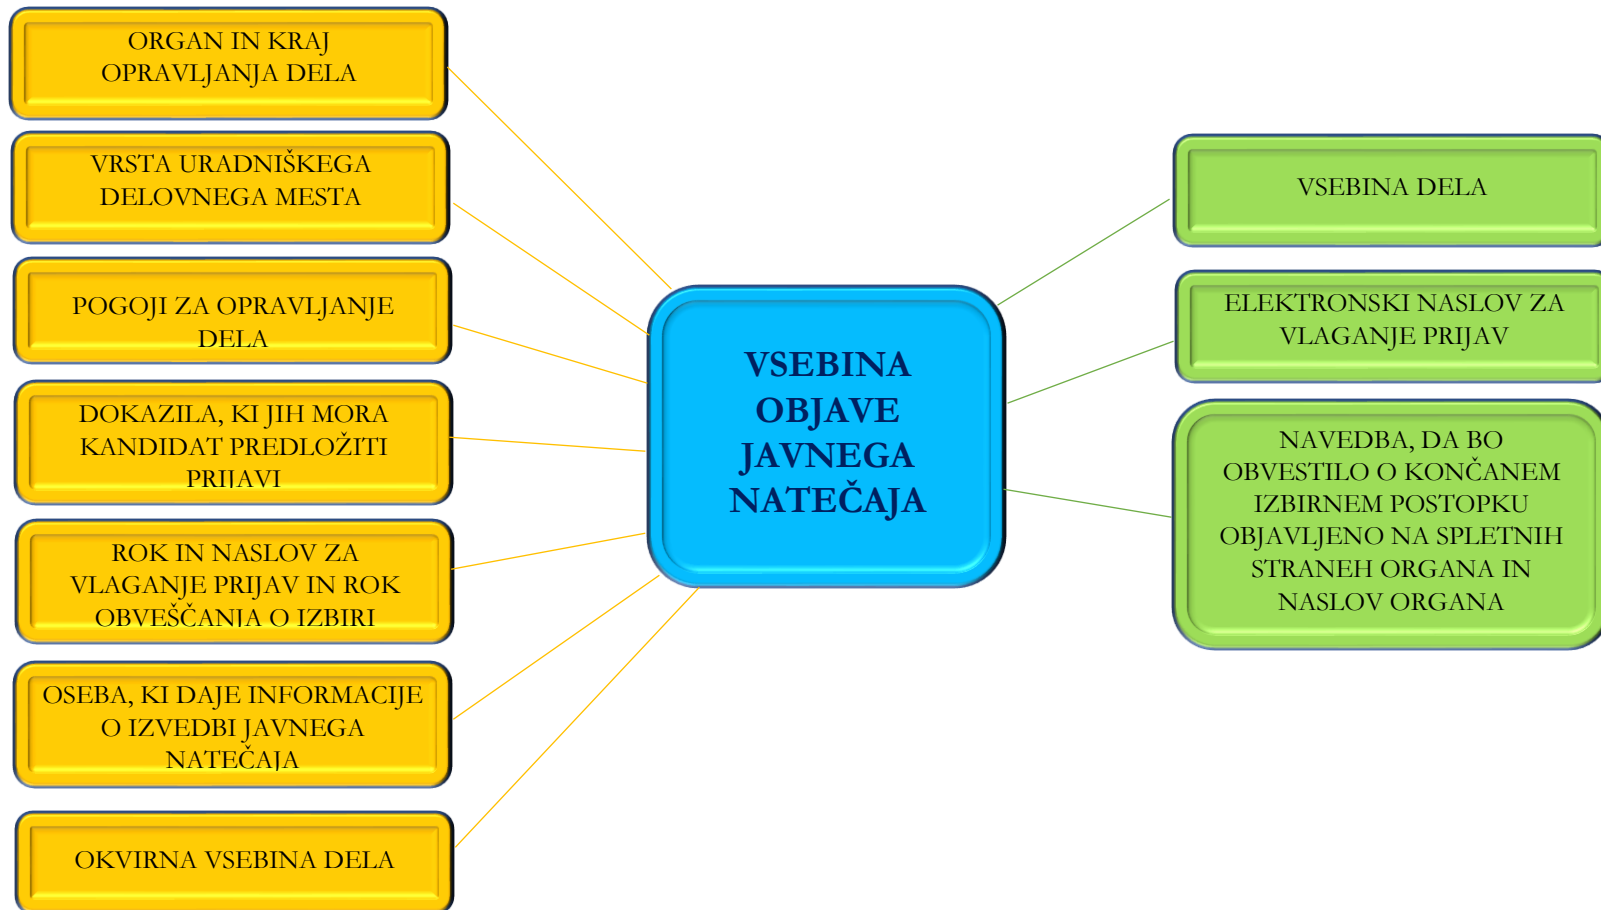 ORGAN IN KRAJ
OPRAVLJANJA DELA
VRSTA URADNIŠKEGA
DELOVNEGA MESTA
POGOJI ZA OPRAVLJANJE
DELA
DOKAZILA, KI JIH MORA
KANDIDAT PREDLOŽITI
PRIJAVI
ROK IN NASLOV ZA
VLAGANJE PRIJAV IN ROK
OBVEŠČANJA O IZBIRI
OSEBA, KI DAJE INFORMACIJE
O IZVEDBI JAVNEGA
NATEČAJA
OKVIRNA VSEBINA DELA
VSEBINA
OBJAVE
JAVNEGA
NATEČAJA
VSEBINA DELA
ELEKTRONSKI NASLOV ZA
VLAGANJE PRIJAV
NAVEDBA, DA BO
OBVESTILO O KONČANEM
IZBIRNEM POSTOPKU
OBJAVLJENO NA SPLETNIH
STRANEH ORGANA IN
NASLOV ORGANA